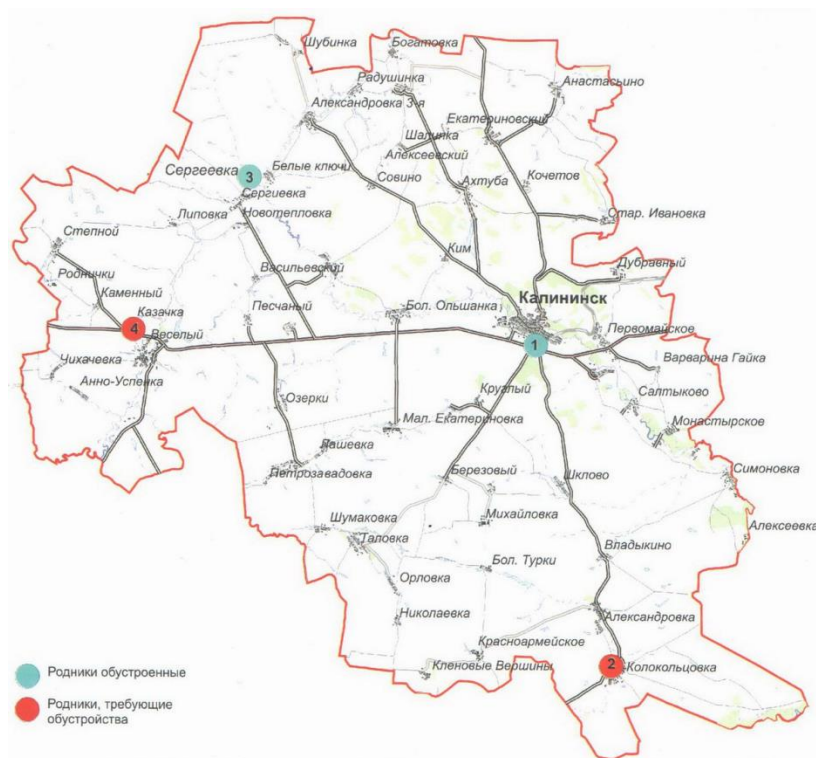 Шубинка
Богатовка
Радушинка
Анастасьино
Александровка 3-я
Екатериновский
Шалинка
Алексеевский
Сергеевка
3
Белые ключи
Совино
Ахтуба
Кочетов
Сергиевка
Новотепловка
Липовка
Стар. Ивановка
Степной
Ким
Дубравный
Роднички
Васильевский
Каменный
Калининск
Песчаный
Бол. Ольшанка
Казачка
4
Веселый
Первомайское
1
Чихачевка
Варварина Гайка
Анно-Успенка
Круглый
Салтыково
Озерки
Мал. Екатериновка
Монастырское
Лашевка
Петрозавадовка
Березовый
Шклово
Симоновка
Шумаковка
Михайловка
Таловка
Алексеевка
Владыкино
Орловка
Бол. Турки
Николаевка
Александровка
Красноармейское
Кленовые Вершины
2
Колокольцовка
Родники обустроенные
Родники, требующие
обустройства